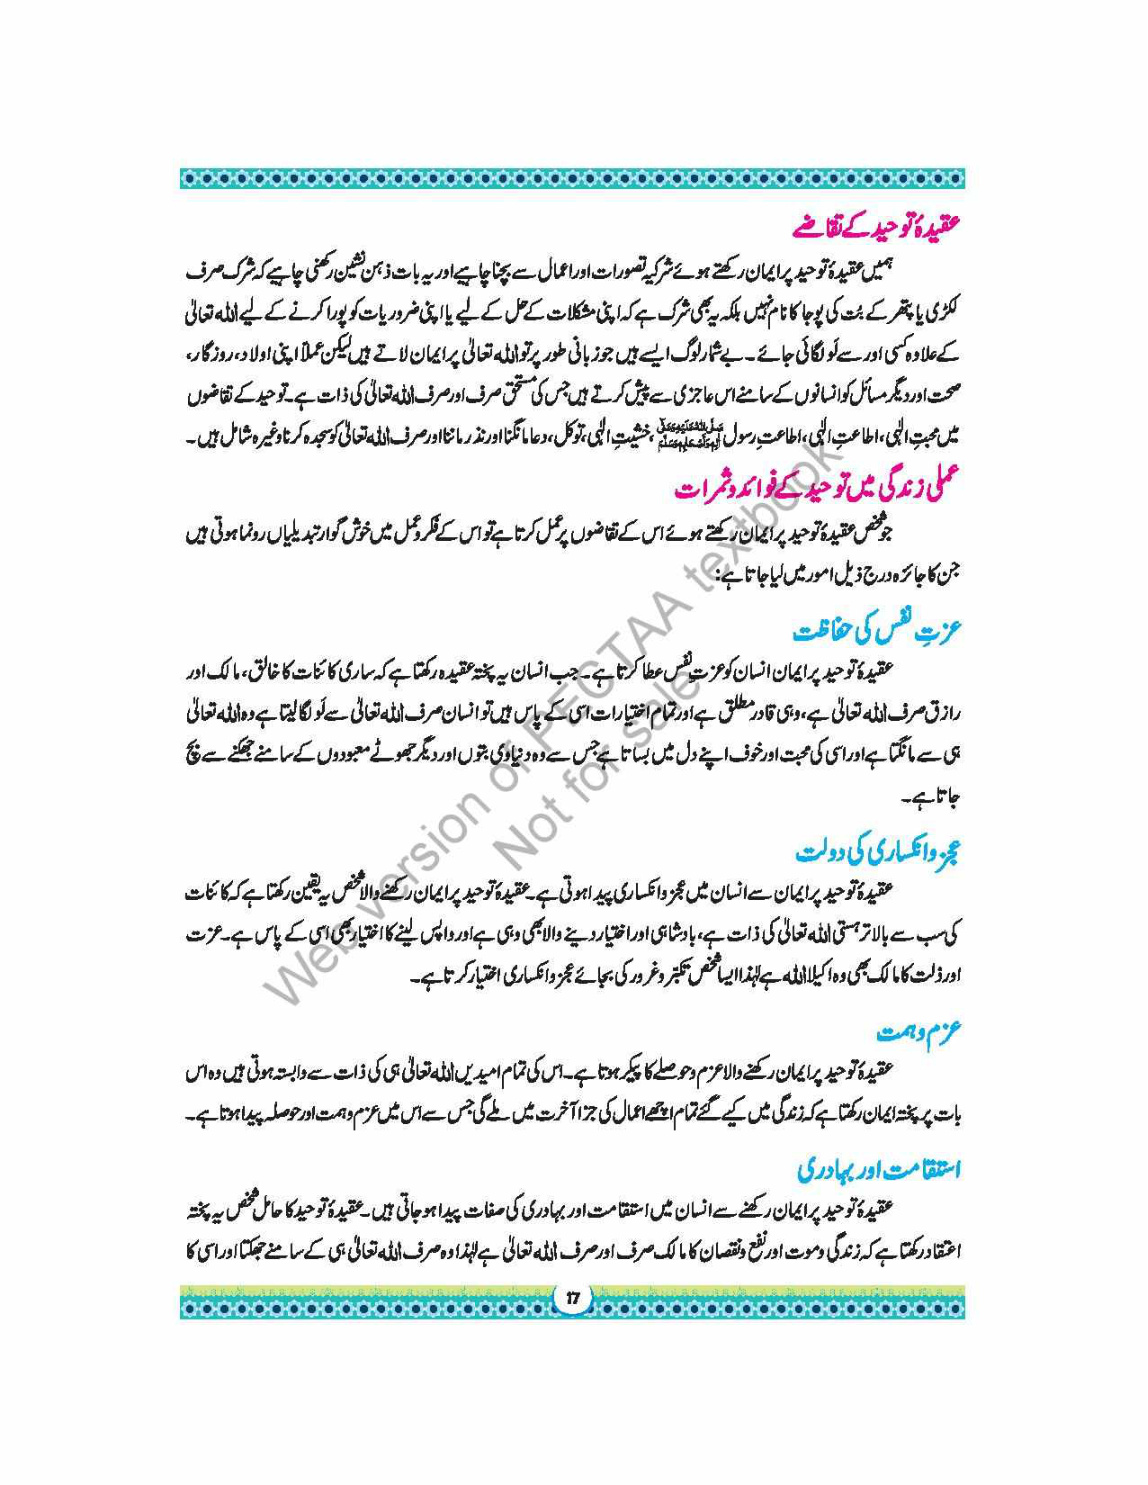 عقیدۂ توحید کے تقاضے
ہمیں عقیدۂ توحید پر ایمان رکھتے ہوئے شرکیہ تصورات اور اعمال سے بچنا چاہیے اور یہ بات ذہن نشین رکھنی چاہیے کہ شرک صرف
لکڑی یا پتھر کے بت کی پوجا کا نام نہیں بلکہ یہ بھی شرک ہے کہ اپنی مشکلات کے حل کے لیے یا اپنی ضروریات کو پورا کرنے کے لیے اللہ تعالیٰ
کے علاوہ کسی اور سے لَو لگائی جائے۔ بے شمار لوگ ایسے ہیں جو زبانی طور پر تو اللہ تعالیٰ پر ایمان لاتے ہیں لیکن عملاً اپنی اولاد، روزگار،
صحت اور دیگر مسائل کو انسانوں کے سامنے اس عاجزی سے پیش کرتے ہیں جس کی مستحق صرف اور صرف اللہ تعالیٰ کی ذات ہے۔ توحید کے تقاضوں
میں محبتِ الٰہی، اطاعتِ الٰہی، اطاعتِ رسول صَلَّی اللہُ عَلَیْہِ وَعَلٰی آلِہٖ وَاَصْحَابِہٖ وَسَلَّمَ، خشیتِ الٰہی، توکل، دعا مانگنا اور نذر ماننا اور صرف اللہ تعالیٰ کو سجدہ کرنا وغیرہ شامل ہیں۔
عملی زندگی میں توحید کے فوائد و ثمرات
جو شخص عقیدۂ توحید پر ایمان رکھتے ہوئے اس کے تقاضوں پر عمل کرتا ہے تو اس کے فکر و عمل میں خوش گوار تبدیلیاں رونما ہوتی ہیں
جن کا جائزہ درج ذیل امور میں لیا جاتا ہے:
عزتِ نفس کی حفاظت
عقیدۂ توحید پر ایمان انسان کو عزتِ نفس عطا کرتا ہے۔ جب انسان یہ پختہ عقیدہ رکھتا ہے کہ ساری کائنات کا خالق، مالک اور
رازق صرف اللہ تعالیٰ ہے، وہی قادر مطلق ہے اور تمام اختیارات اسی کے پاس ہیں تو انسان صرف اللہ تعالیٰ سے لَو لگا لیتا ہے وہ اللہ تعالیٰ
ہی سے مانگتا ہے اور اسی کی محبت اور خوف اپنے دل میں بساتا ہے جس سے وہ دنیاوی بتوں اور دیگر جھوٹے معبودوں کے سامنے جھکنے سے بچ
جاتا ہے۔
عجز و انکساری کی دولت
عقیدۂ توحید پر ایمان سے انسان میں عجز و انکساری پیدا ہوتی ہے۔ عقیدۂ توحید پر ایمان رکھنے والا شخص یہ یقین رکھتا ہے کہ کائنات
کی سب سے بالاتر ہستی اللہ تعالیٰ کی ذات ہے، بادشاہی اور اختیار دینے والا بھی وہی ہے اور واپس لینے کا اختیار بھی اسی کے پاس ہے۔ عزت
اور ذلت کا مالک بھی وہ اکیلا اللہ ہے لہٰذا ایسا شخص تکبّر و غرور کی بجائے عجز و انکساری اختیار کرتا ہے۔
عزم و ہمت
عقیدۂ توحید پر ایمان رکھنے والا عزم و حوصلے کا پیکر ہوتا ہے۔ اس کی تمام امیدیں اللہ تعالیٰ ہی کی ذات سے وابستہ ہوتی ہیں وہ اس
بات پر پختہ ایمان رکھتا ہے کہ زندگی میں کیے گئے تمام اچھے اعمال کی جزا آخرت میں ملے گی جس سے اس میں عزم و ہمت اور حوصلہ پیدا ہوتا ہے۔
استقامت اور بہادری
عقیدۂ توحید پر ایمان رکھنے سے انسان میں استقامت اور بہادری کی صفات پیدا ہو جاتی ہیں۔ عقیدۂ توحید کا حامل شخص یہ پختہ
اعتقاد رکھتا ہے کہ زندگی و موت اور نفع و نقصان کا مالک صرف اور صرف اللہ تعالیٰ ہے لہٰذا وہ صرف اللہ تعالیٰ ہی کے سامنے جھکتا اور اسی کا
17
Web version of PECTAA textbook
Not for sale